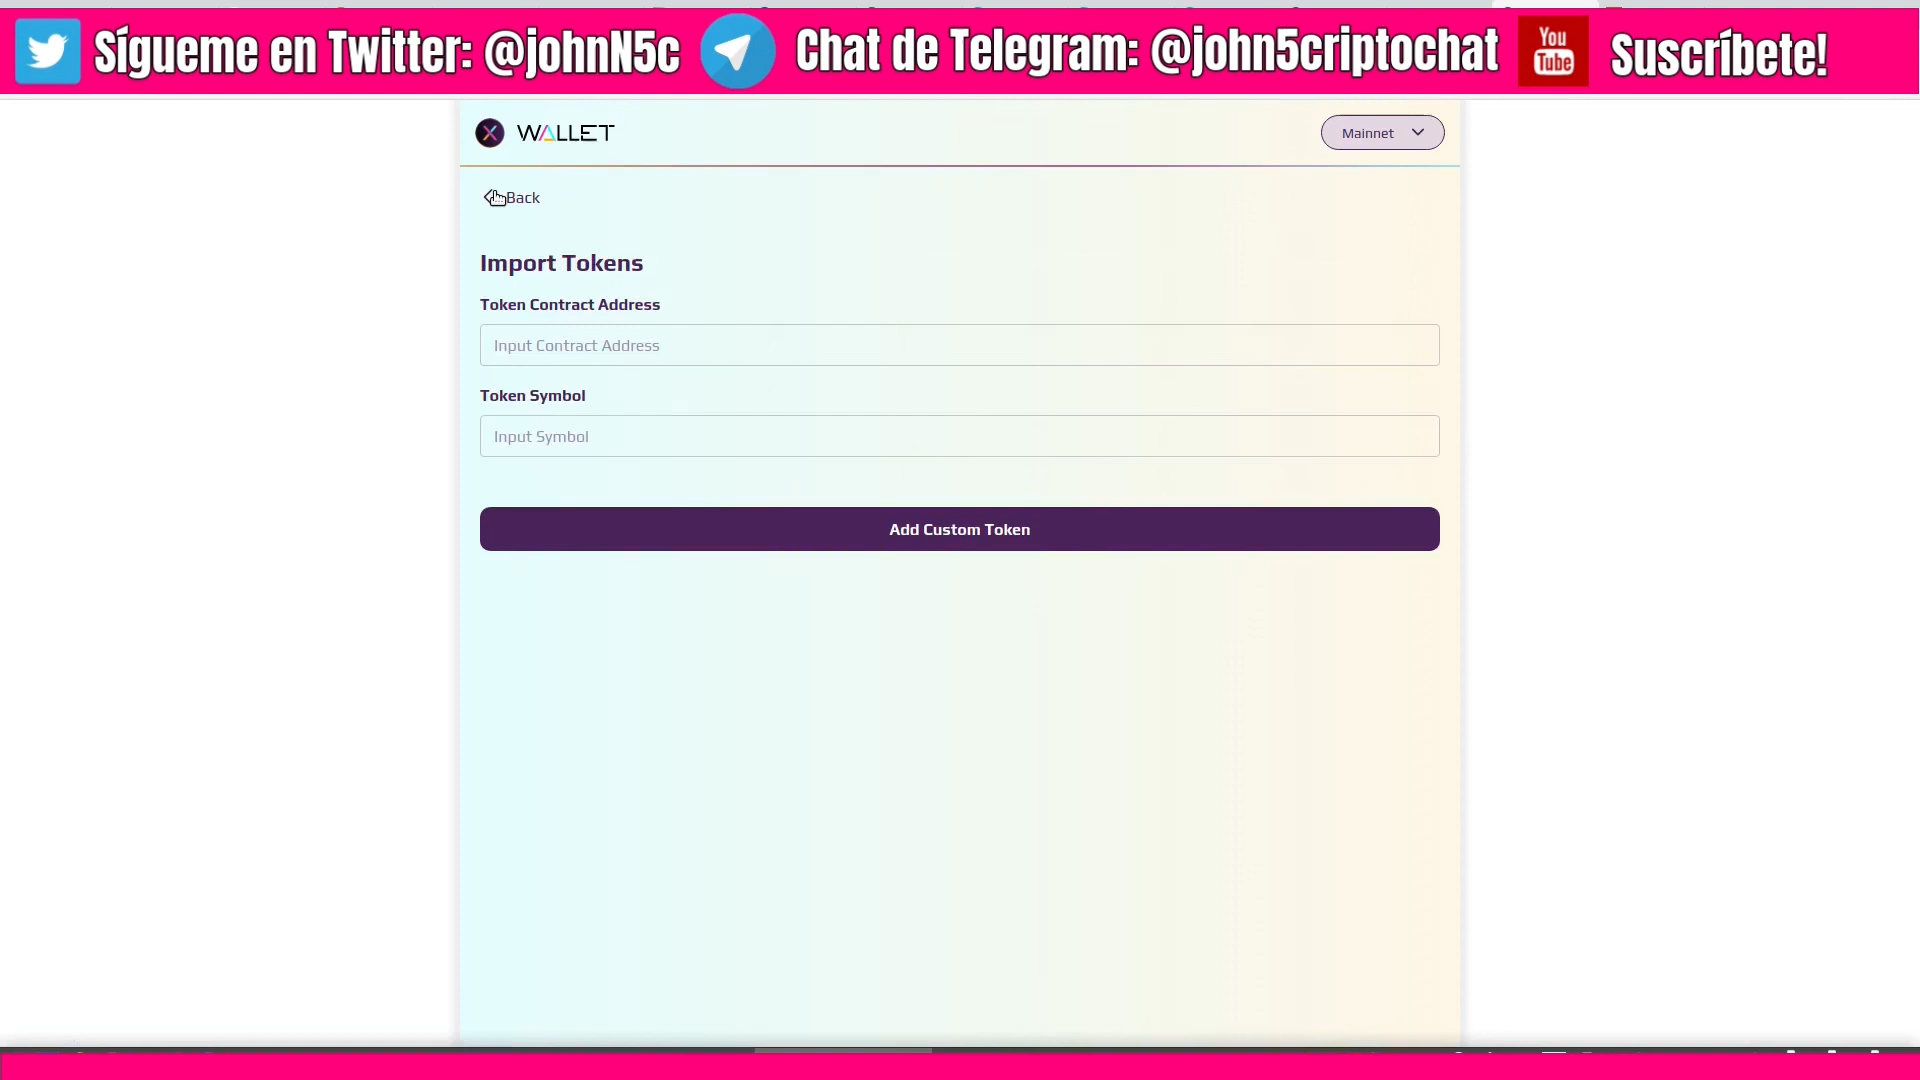 Sígueme en Twitter: @johnN5c Chat de Telegram: @john5criptochat You Tube Suscríbete!
X WALLET Mainnet
Back
Import Tokens
Token Contract Address
Input Contract Address
Token Symbol
Input Symbol
Add Custom Token